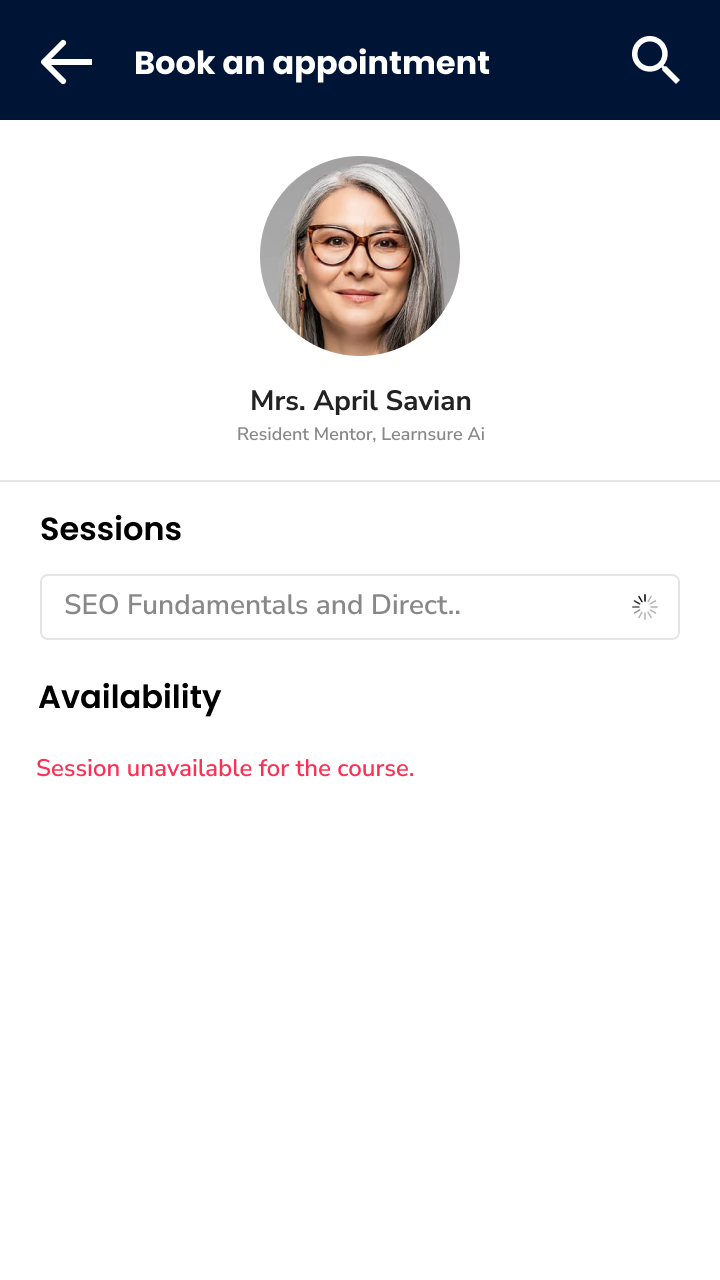 Book an appointment
Mrs. April Savian
Resident Mentor, Learnsure Ai
Sessions
SEO Fundamentals and Direct..
Availability
Session unavailable for the course.